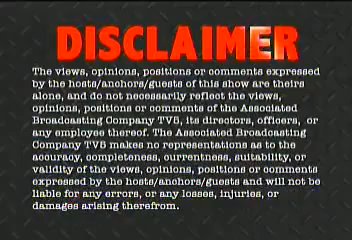 DISCLAIMER
The views, opinions, positions or comments expressed
by the hosts/anchors/guests of this show are theirs
alone, and do not necessarily reflect the views,
opinions, positions or comments of the Associated
Broadcasting Company TV5, its directors, officers, or
any employee thereof. The Associated Broadcasting
Company TV5 makes no representations as to the
accuracy, completeness, currentness, suitability, or
validity of the views, opinions, positions or comments
expressed by the hosts/anchors/guests and will not be
liable for any errors, or any losses, injuries, or
damages arising therefrom.